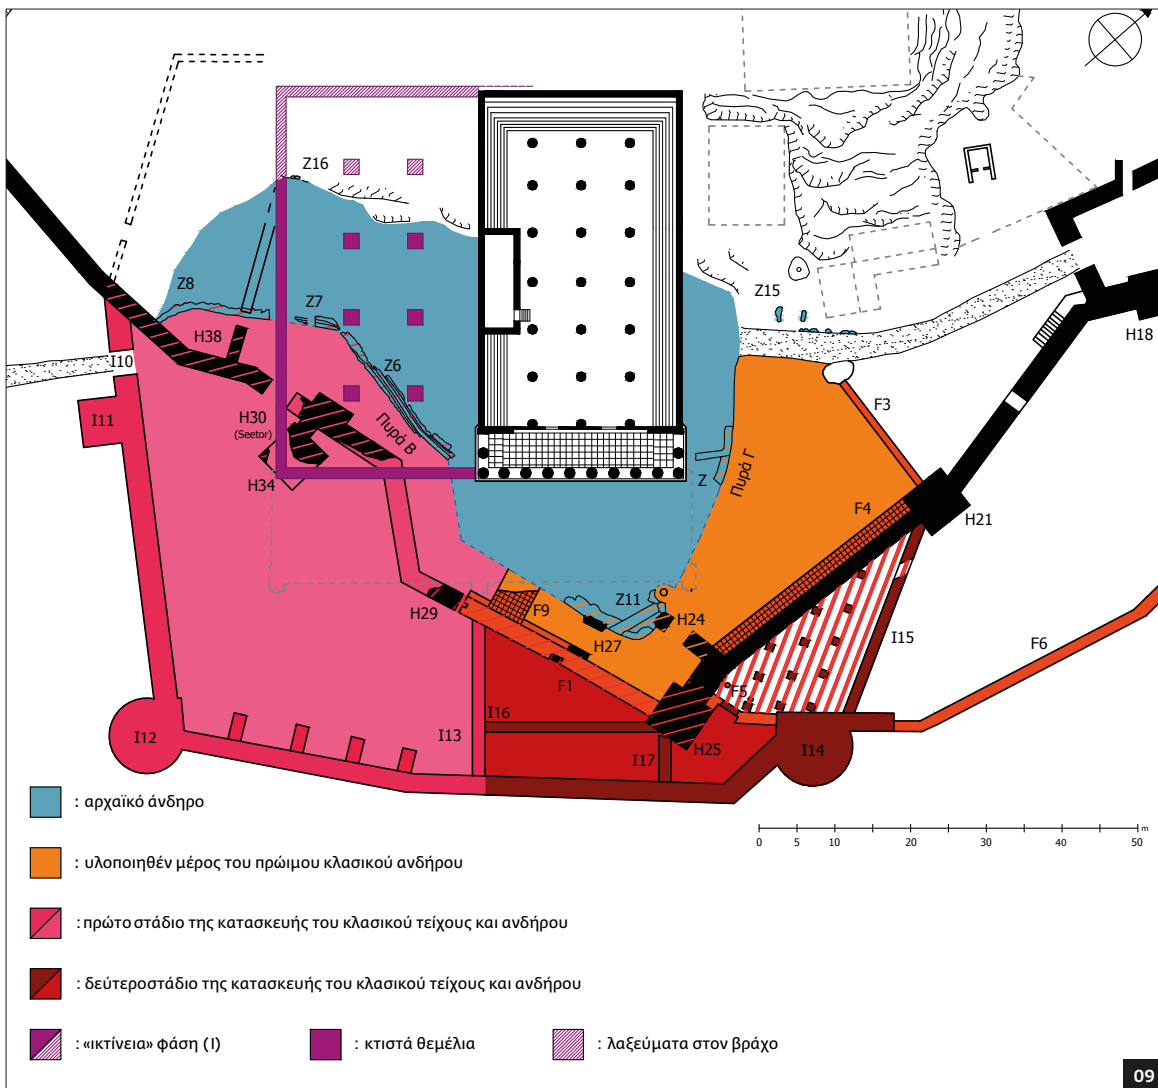 Z16
Z15
Z8
Z7
H38
H18
I10
Z6
F3
I11
H30
(Seetor)
Πυρά Β
Z
Πυρά Γ
H34
F4
H21
H29
F9
Z11
H24
H27
I15
F6
F1
F5
I16
I12
I13
H25
I17
I14
: αρχαϊκό άνδηρο
m
0 5 10 20 30 40 50
: υλοποιηθέν μέρος του πρώιμου κλασικού ανδήρου
: πρώτο στάδιο της κατασκευής του κλασικού τείχους και ανδήρου
: δεύτεροστάδιο της κατασκευής του κλασικού τείχους και ανδήρου
: «ικτίνεια» φάση (Ι)
: κτιστά θεμέλια
: λαξεύματα στον βράχο
09